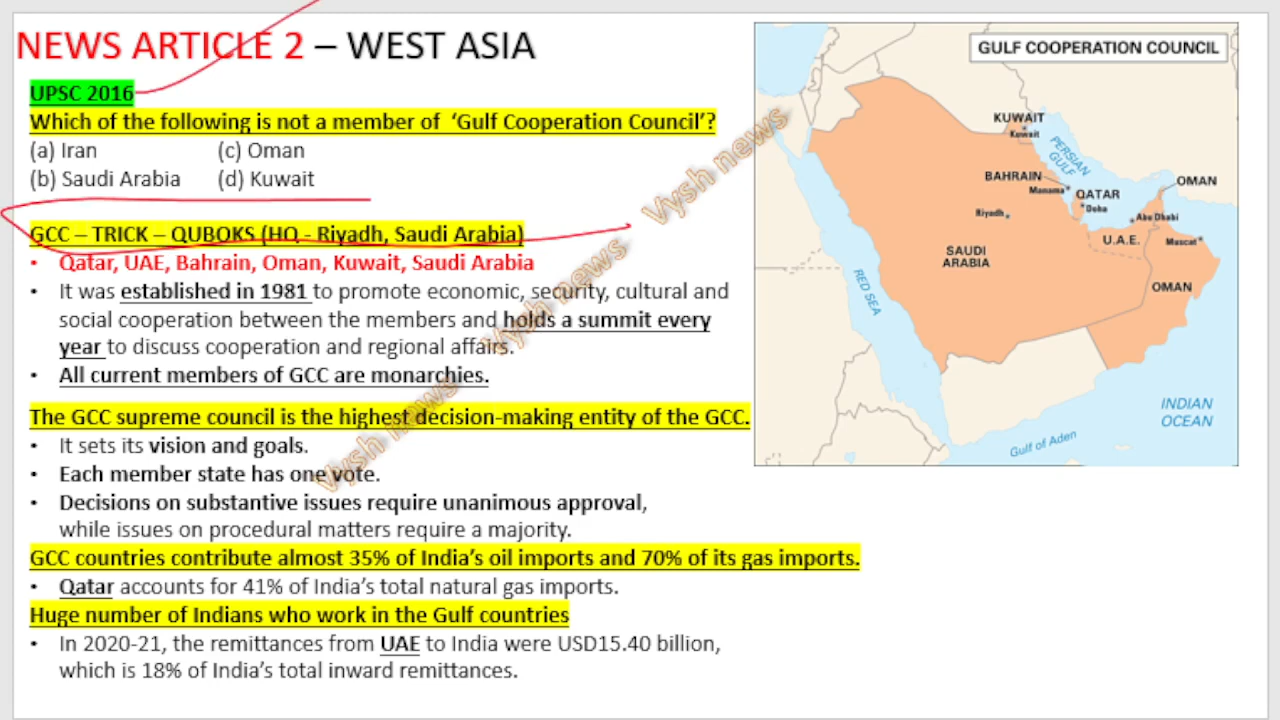 NEWS ARTICLE 2 – WEST ASIA
UPSC 2016
Which of the following is not a member of ‘Gulf Cooperation Council’?
(a) Iran (c) Oman
(b) Saudi Arabia (d) Kuwait
GCC – TRICK – QUBOKS (HQ - Riyadh, Saudi Arabia)
• Qatar, UAE, Bahrain, Oman, Kuwait, Saudi Arabia
• It was established in 1981 to promote economic, security, cultural and
social cooperation between the members and holds a summit every
year to discuss cooperation and regional affairs.
• All current members of GCC are monarchies.
The GCC supreme council is the highest decision-making entity of the GCC.
• It sets its vision and goals.
• Each member state has one vote.
• Decisions on substantive issues require unanimous approval,
while issues on procedural matters require a majority.
GCC countries contribute almost 35% of India’s oil imports and 70% of its gas imports.
• Qatar accounts for 41% of India’s total natural gas imports.
Huge number of Indians who work in the Gulf countries
• In 2020-21, the remittances from UAE to India were USD15.40 billion,
which is 18% of India’s total inward remittances.
Vysh news
Vysh news
Vysh news
GULF COOPERATION COUNCIL
KUWAIT
Kuwait
PERSIAN
GULF
BAHRAIN
Manama
QATAR
Doha
OMAN
Riyadh
Abu Dhabi
U.A.E.
Muscat
SAUDI
ARABIA
RED SEA
OMAN
INDIAN
OCEAN
Gulf of Aden